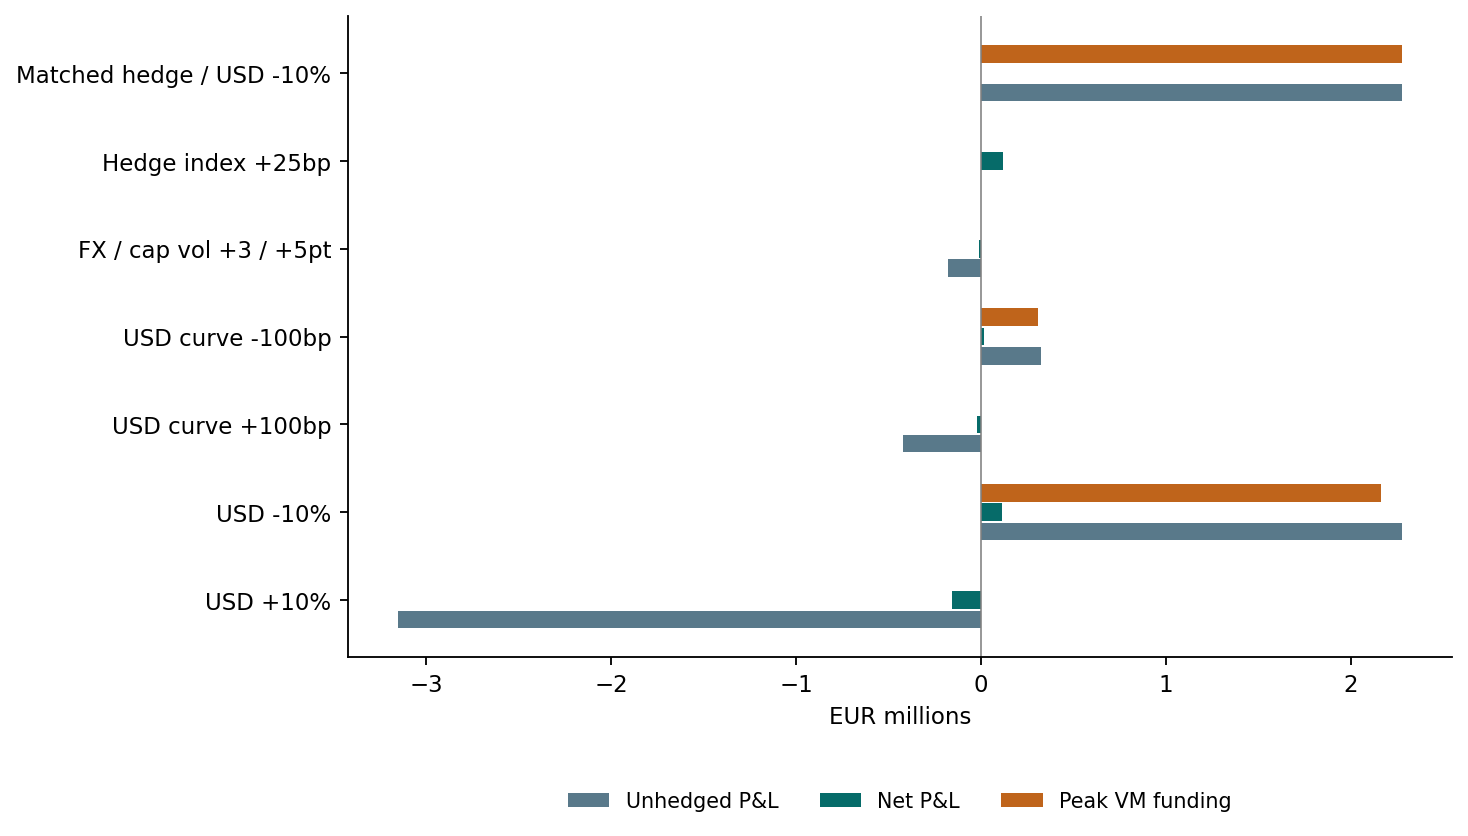 Matched hedge / USD -10%
Hedge index +25bp
FX / cap vol +3 / +5pt
USD curve -100bp
USD curve +100bp
USD -10%
USD +10%
−3 −2 −1 0 1 2
EUR millions
Unhedged P&L Net P&L Peak VM funding